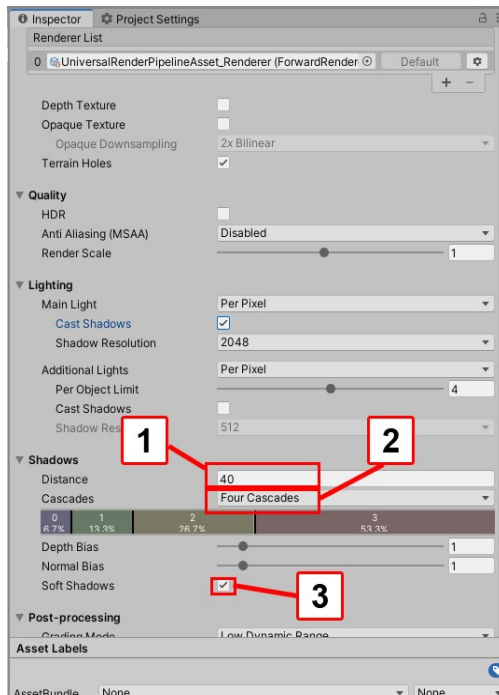 Inspector Project Settings
Renderer List
0 UniversalRenderPipelineAsset_Renderer (ForwardRender Default
+ -
Depth Texture
Opaque Texture
Opaque Downsampling 2x Bilinear
Terrain Holes
Quality
HDR
Anti Aliasing (MSAA) Disabled
Render Scale 1
Lighting
Main Light Per Pixel
Cast Shadows
Shadow Resolution 2048
Additional Lights Per Pixel
Per Object Limit 4
Cast Shadows
Shadow Res 512
1 2
Shadows
Distance 40
Cascades Four Cascades
0 1 2 3
6.7% 13.3% 26.7% 53.3%
Depth Bias 1
Normal Bias 1
Soft Shadows
3
Post-processing
Grading Mode Low Dynamic Range
Asset Labels
AssetBundle None None